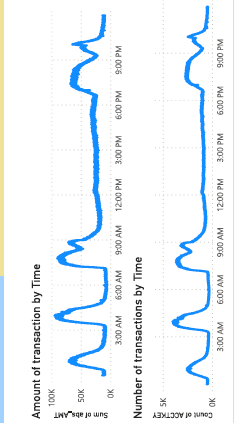 Amount of transaction by Time
100K
50K
0K
Sum of abs_AMT
3:00 AM
6:00 AM
9:00 AM
12:00 PM
3:00 PM
6:00 PM
9:00 PM
Number of transactions by Time
5K
0K
Count of ACCTKEY
3:00 AM
6:00 AM
9:00 AM
12:00 PM
3:00 PM
6:00 PM
9:00 PM